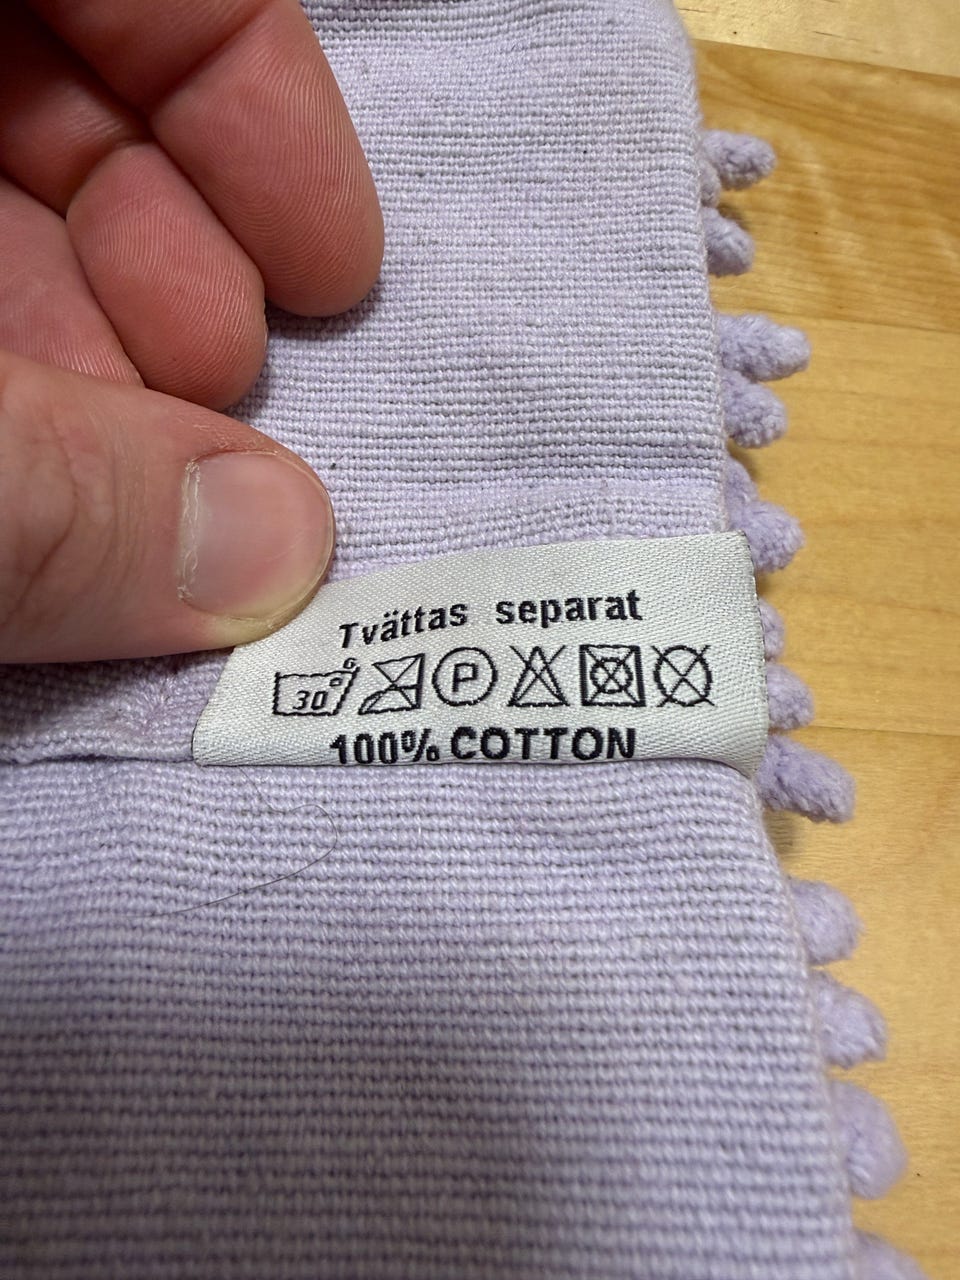 Tvättas separat
30°C
P
100% COTTON